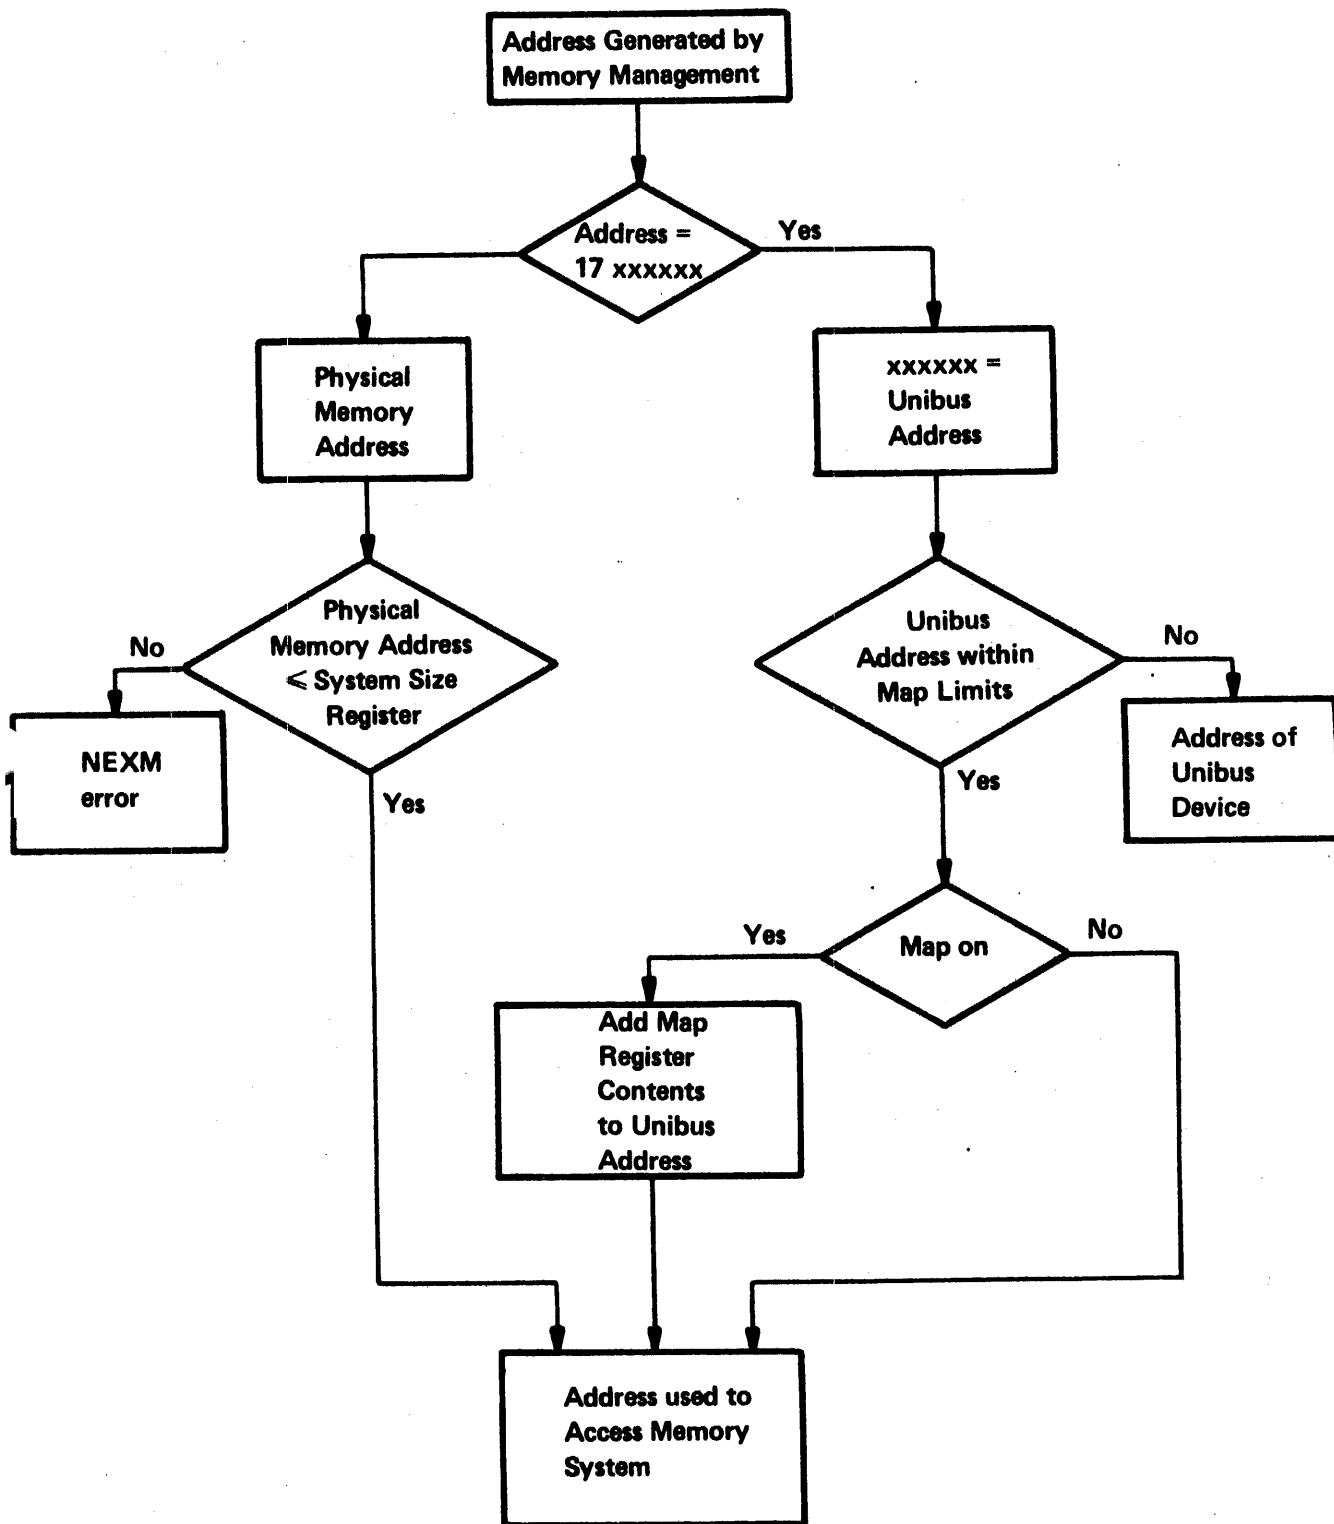 Address Generated by
Memory Management
Address =
17 xxxxxx
Yes
Physical
Memory
Address
xxxxxx =
Unibus
Address
Physical
Memory Address
⩽ System Size
Register
No
Yes
NEXM
error
Unibus
Address within
Map Limits
No
Yes
Address of
Unibus
Device
Map on
Yes
No
Add Map
Register
Contents
to Unibus
Address
Address used to
Access Memory
System